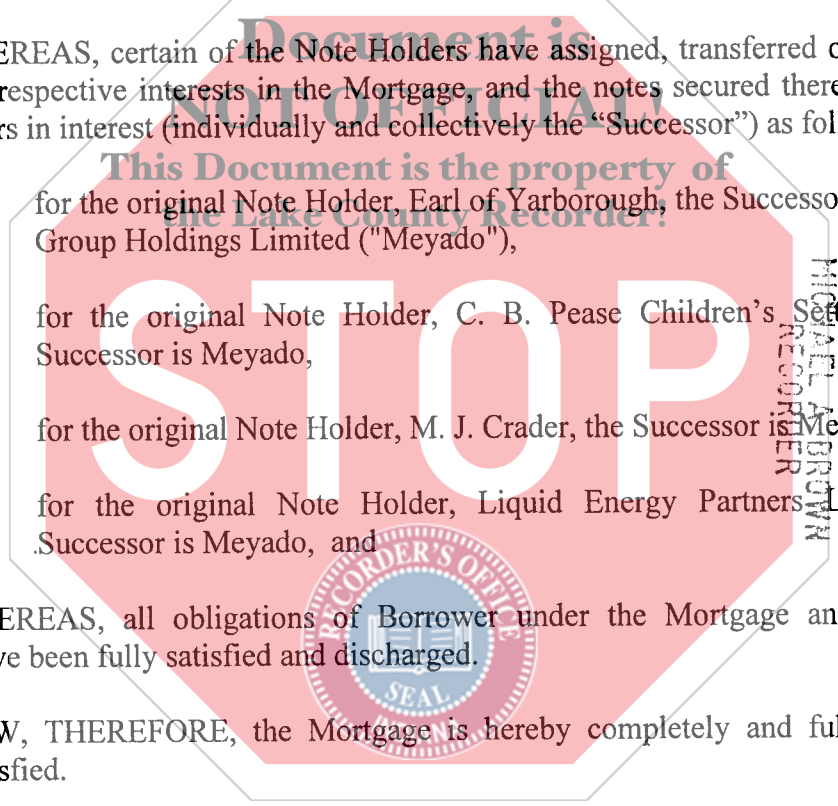 Document is
EREAS, certain of the Note Holders have assigned, transferred o
respective interests in the Mortgage, and the notes secured there
NOT OFFICIAL!
rs in interest (individually and collectively the “Successor”) as fol
This Document is the property of
for the original Note Holder, Earl of Yarborough, the Successo
the Lake County Recorder!
Group Holdings Limited ("Meyado"),
for the original Note Holder, C. B. Pease Children’s Sett
Successor is Meyado,
STOP
for the original Note Holder, M. J. Crader, the Successor is Me
for the original Note Holder, Liquid Energy Partners L
.Successor is Meyado, and
MICHAEL A BROWN
RECORDER
RECORDER'S OFFICE
SEAL
EREAS, all obligations of Borrower under the Mortgage an
ve been fully satisfied and discharged.
W, THEREFORE, the Mortgage is hereby completely and ful
sfied.